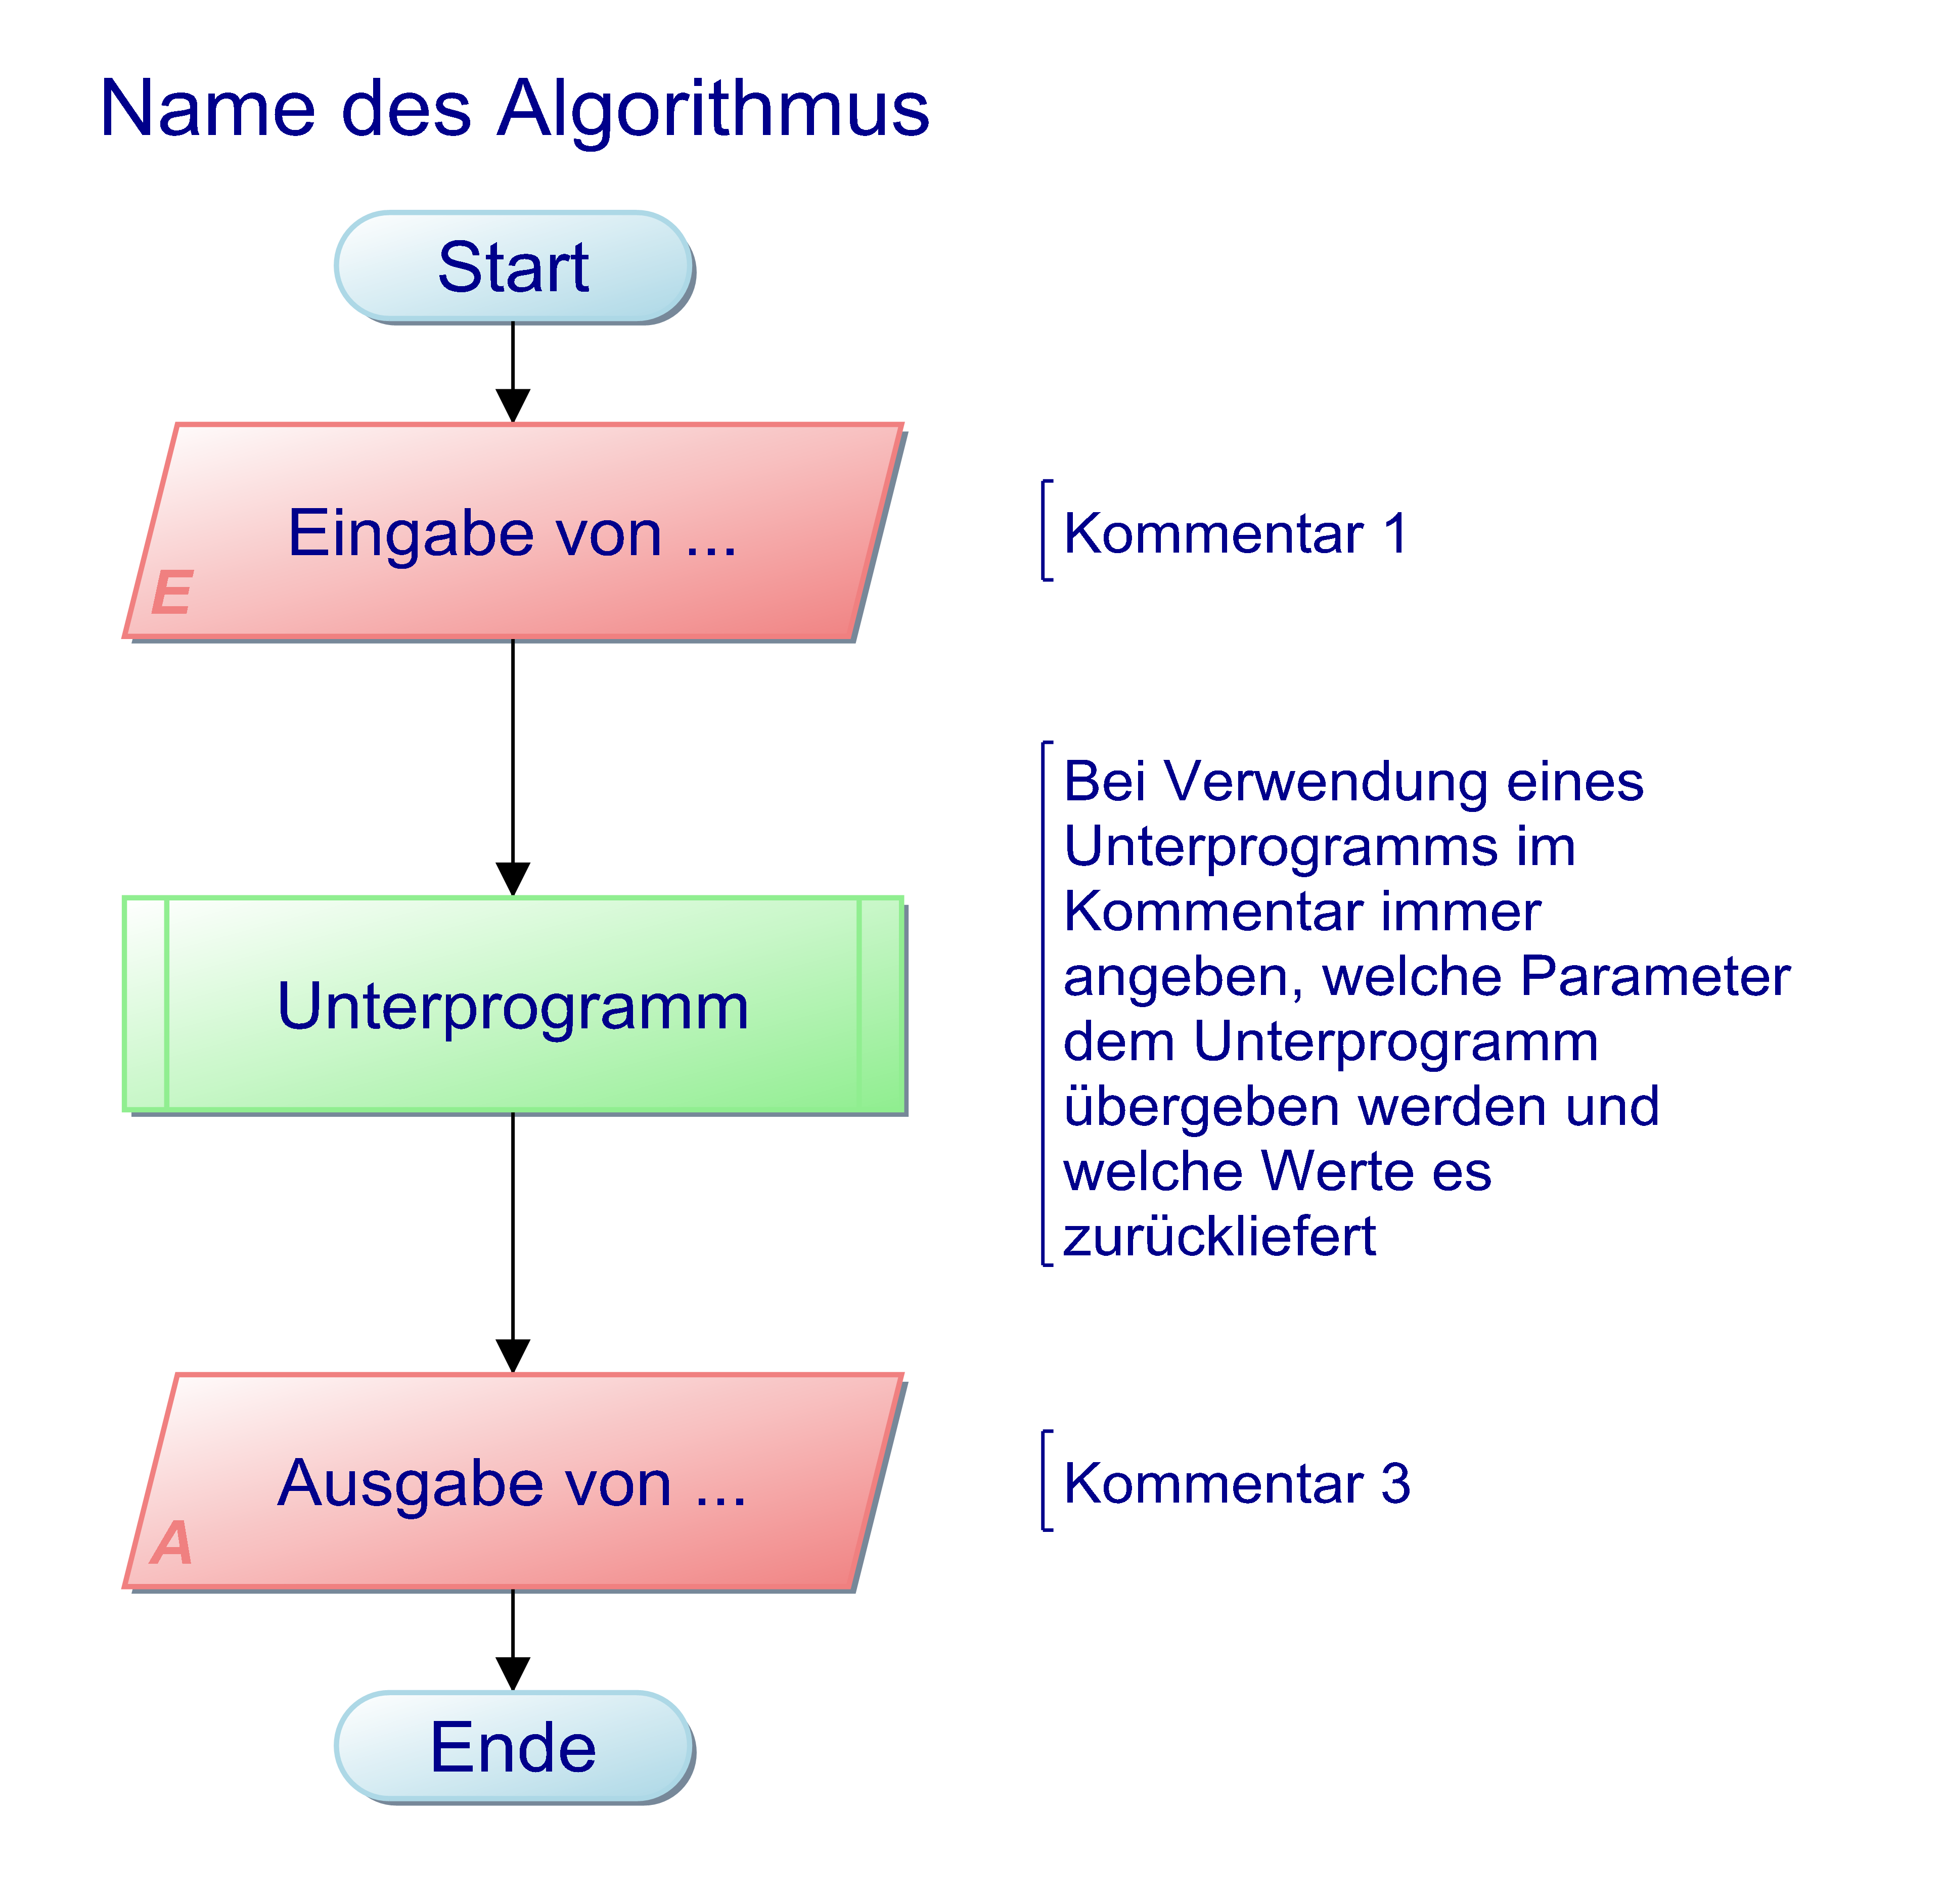 Name des Algorithmus
Start
Eingabe von ...
E
Kommentar 1
Unterprogramm
Bei Verwendung eines
Unterprogramms im
Kommentar immer
angeben, welche Parameter
dem Unterprogramm
übergeben werden und
welche Werte es
zurückliefert
Ausgabe von ...
A
Kommentar 3
Ende